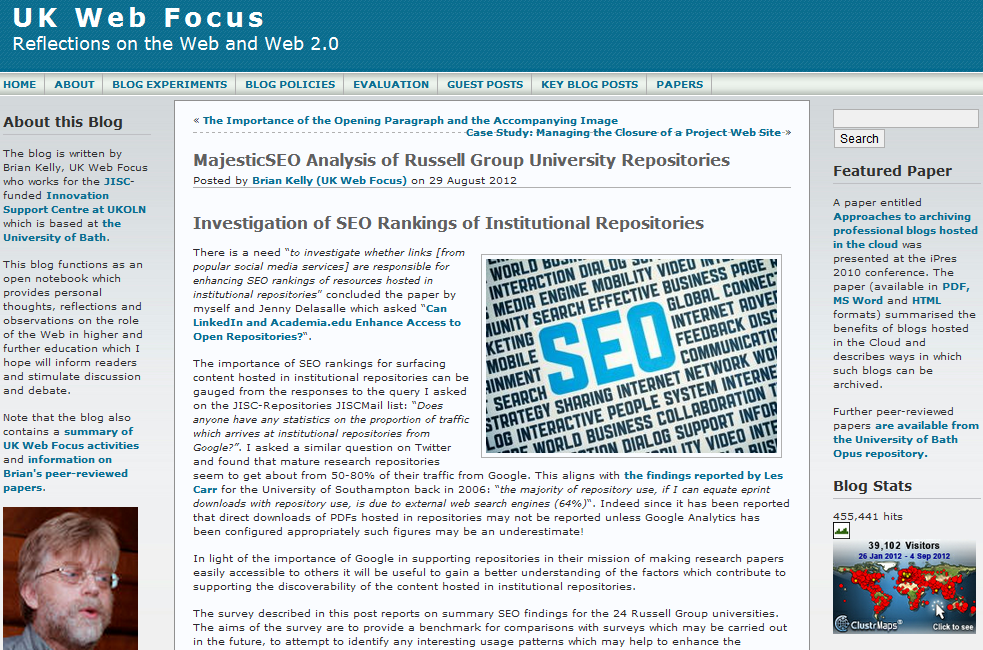 UK Web Focus
Reflections on the Web and Web 2.0
HOME ABOUT BLOG EXPERIMENTS BLOG POLICIES EVALUATION GUEST POSTS KEY BLOG POSTS PAPERS
About this Blog
The blog is written by
Brian Kelly, UK Web Focus
who works for the JISC-
funded Innovation
Support Centre at UKOLN
which is based at the
University of Bath.
This blog functions as an
open notebook which
provides personal
thoughts, reflections and
observations on the role
of the Web in higher and
further education which I
hope will inform readers
and stimulate discussion
and debate.
Note that the blog also
contains a summary of
UK Web Focus activities
and information on
Brian's peer-reviewed
papers.
« The Importance of the Opening Paragraph and the Accompanying Image
Case Study: Managing the Closure of a Project Web Site »
MajesticSEO Analysis of Russell Group University Repositories
Posted by Brian Kelly (UK Web Focus) on 29 August 2012
Investigation of SEO Rankings of Institutional Repositories
There is a need “to investigate whether links [from
popular social media services] are responsible for
enhancing SEO rankings of resources hosted in
institutional repositories” concluded the paper by
myself and Jenny Delasalle which asked “Can
LinkedIn and Academia.edu Enhance Access to
Open Repositories?“.
The importance of SEO rankings for surfacing
content hosted in institutional repositories can be
gauged from the responses to the query I asked
on the JISC-Repositories JISCMail list: “Does
anyone have any statistics on the proportion of traffic
which arrives at institutional repositories from
Google?”. I asked a similar question on Twitter
and found that mature research repositories
seem to get about from 50-80% of their traffic from Google. This aligns with the findings reported by Les
Carr for the University of Southampton back in 2006: “the majority of repository use, if I can equate eprint
downloads with repository use, is due to external web search engines (64%)“. Indeed since it has been reported
that direct downloads of PDFs hosted in repositories may not be reported unless Google Analytics has
been configured appropriately such figures may be an underestimate!
In light of the importance of Google in supporting repositories in their mission of making research papers
easily accessible to others it will be useful to gain a better understanding of the factors which contribute to
supporting the discoverability of the content hosted in institutional repositories.
The survey described in this post reports on summary SEO findings for the 24 Russell Group universities.
The aims of the survey are to provide a benchmark for comparisons with surveys which may be carried out
in the future, to attempt to identify any interesting usage patterns which may help to enhance the
WORLD BUSINESS
INTERACTION DIALOG
MEDIA ENGINE MOBILITY VIDEO
SEARCH EFFECTIVE BUSINESS PAGE
GLOBAL
INTERNET
FEEDBACK
MOBILE
SEO
SEARCH
STRATEGY SHARING INTERNET NETWORK
INTERACTIVE PEOPLE SYSTEM
WORLD BUSINESS COLLABORATION
DIALOG SUPPORT
MOBILITY VIDEO
Search
Featured Paper
A paper entitled
Approaches to archiving
professional blogs hosted
in the cloud was
presented at the iPres
2010 conference. The
paper (available in PDF,
MS Word and HTML
formats) summarised the
benefits of blogs hosted
in the Cloud and
describes ways in which
such blogs can be
archived.
Further peer-reviewed
papers are available from
the University of Bath
Opus repository.
Blog Stats
455,441 hits
39,102 Visitors
26 Jan 2012 - 4 Sep 2012
ClustrMaps® Click to see